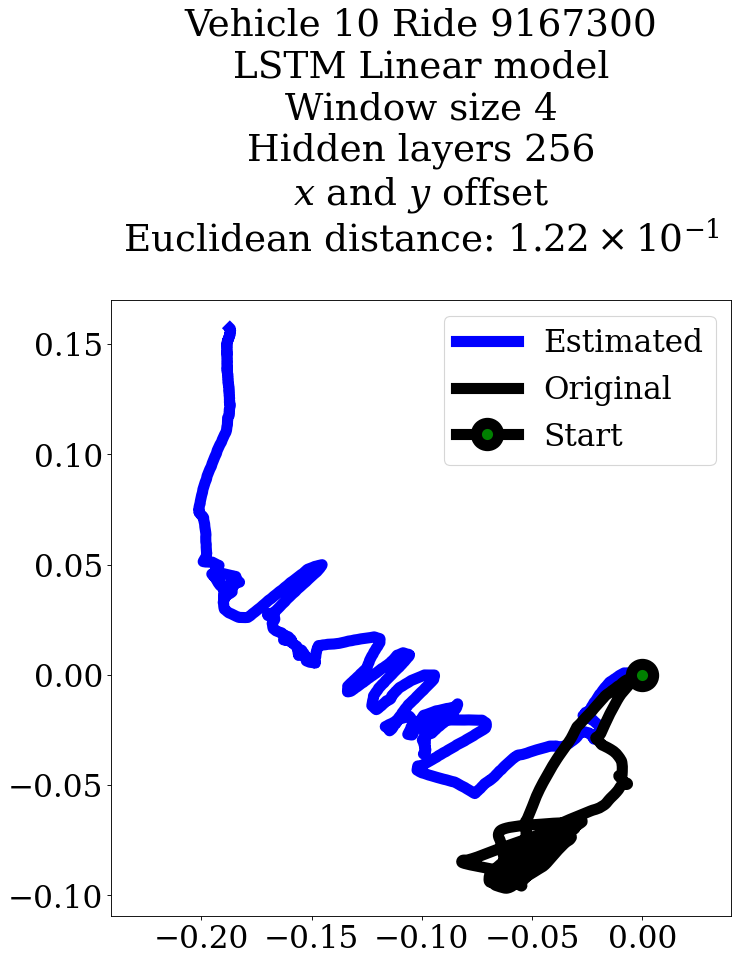 Vehicle 10 Ride 9167300
LSTM Linear model
Window size 4
Hidden layers 256
x and y offset
Euclidean distance: 1.22 × 10⁻¹
Estimated
Original
Start
0.15
0.10
0.05
0.00
−0.05
−0.10
−0.20 −0.15 −0.10 −0.05 0.00